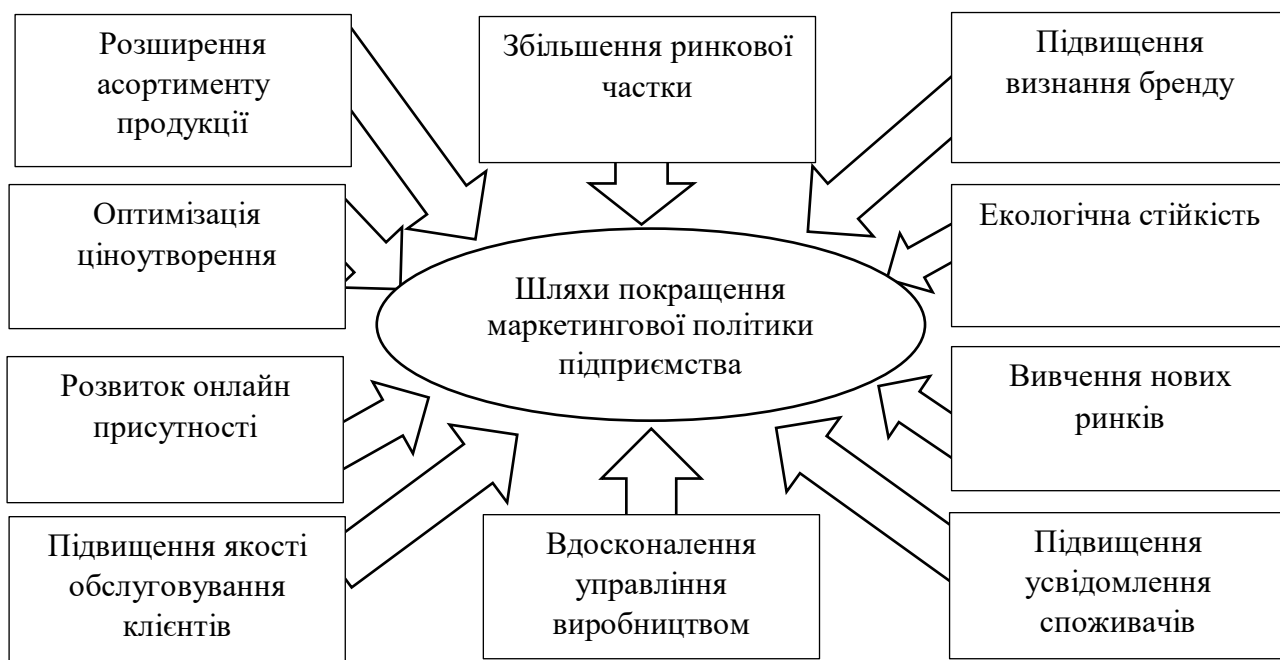 Розширення
асортименту
продукції
Збільшення ринкової
частки
Підвищення
визнання бренду
Оптимізація
ціноутворення
Екологічна стійкість
Шляхи покращення
маркетингової політики
підприємства
Розвиток онлайн
присутності
Вивчення нових
ринків
Підвищення якості
обслуговування
клієнтів
Вдосконалення
управління
виробництвом
Підвищення
усвідомлення
споживачів